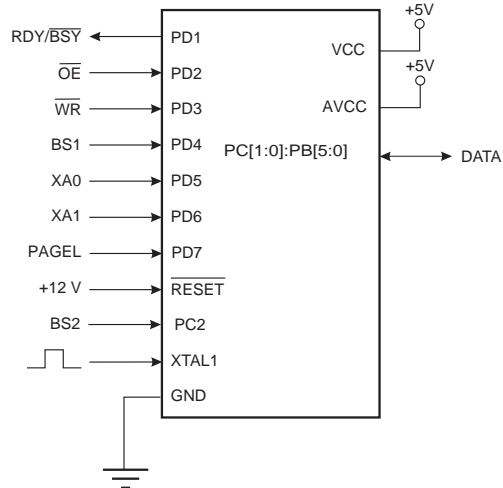 +5V
RDY/BSY
PD1
VCC
+5V
OE
PD2
WR
PD3
AVCC
BS1
PD4
PC[1:0]:PB[5:0]
DATA
XA0
PD5
XA1
PD6
PAGEL
PD7
+12 V
RESET
BS2
PC2
XTAL1
GND